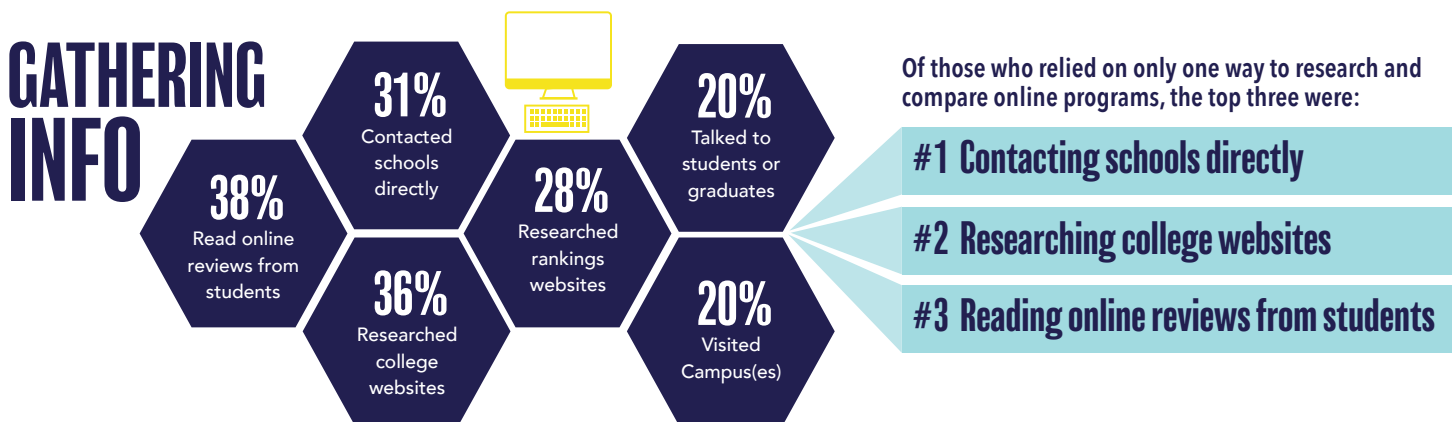 GATHERING
INFO
38%
Read online
reviews from
students
31%
Contacted
schools
directly
36%
Researched
college
websites
28%
Researched
rankings
websites
20%
Talked to
students or
graduates
20%
Visited
Campus(es)
Of those who relied on only one way to research and
compare online programs, the top three were:
#1 Contacting schools directly
#2 Researching college websites
#3 Reading online reviews from students